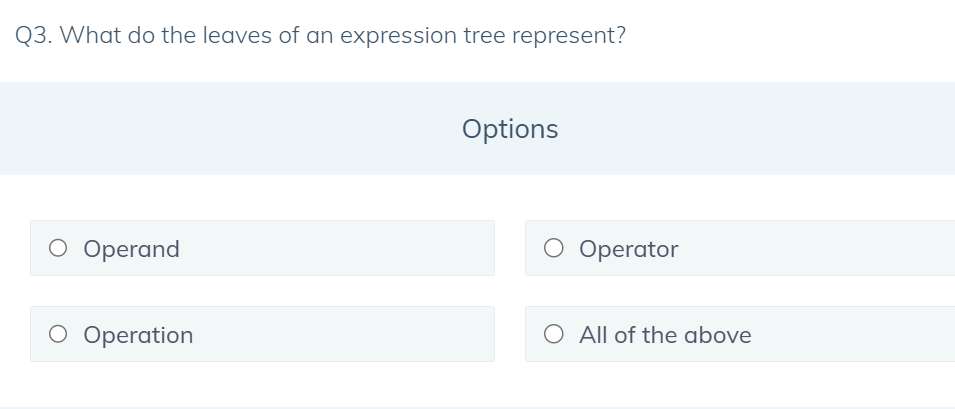 Q3. What do the leaves of an expression tree represent?
Options
Operand
Operator
Operation
All of the above